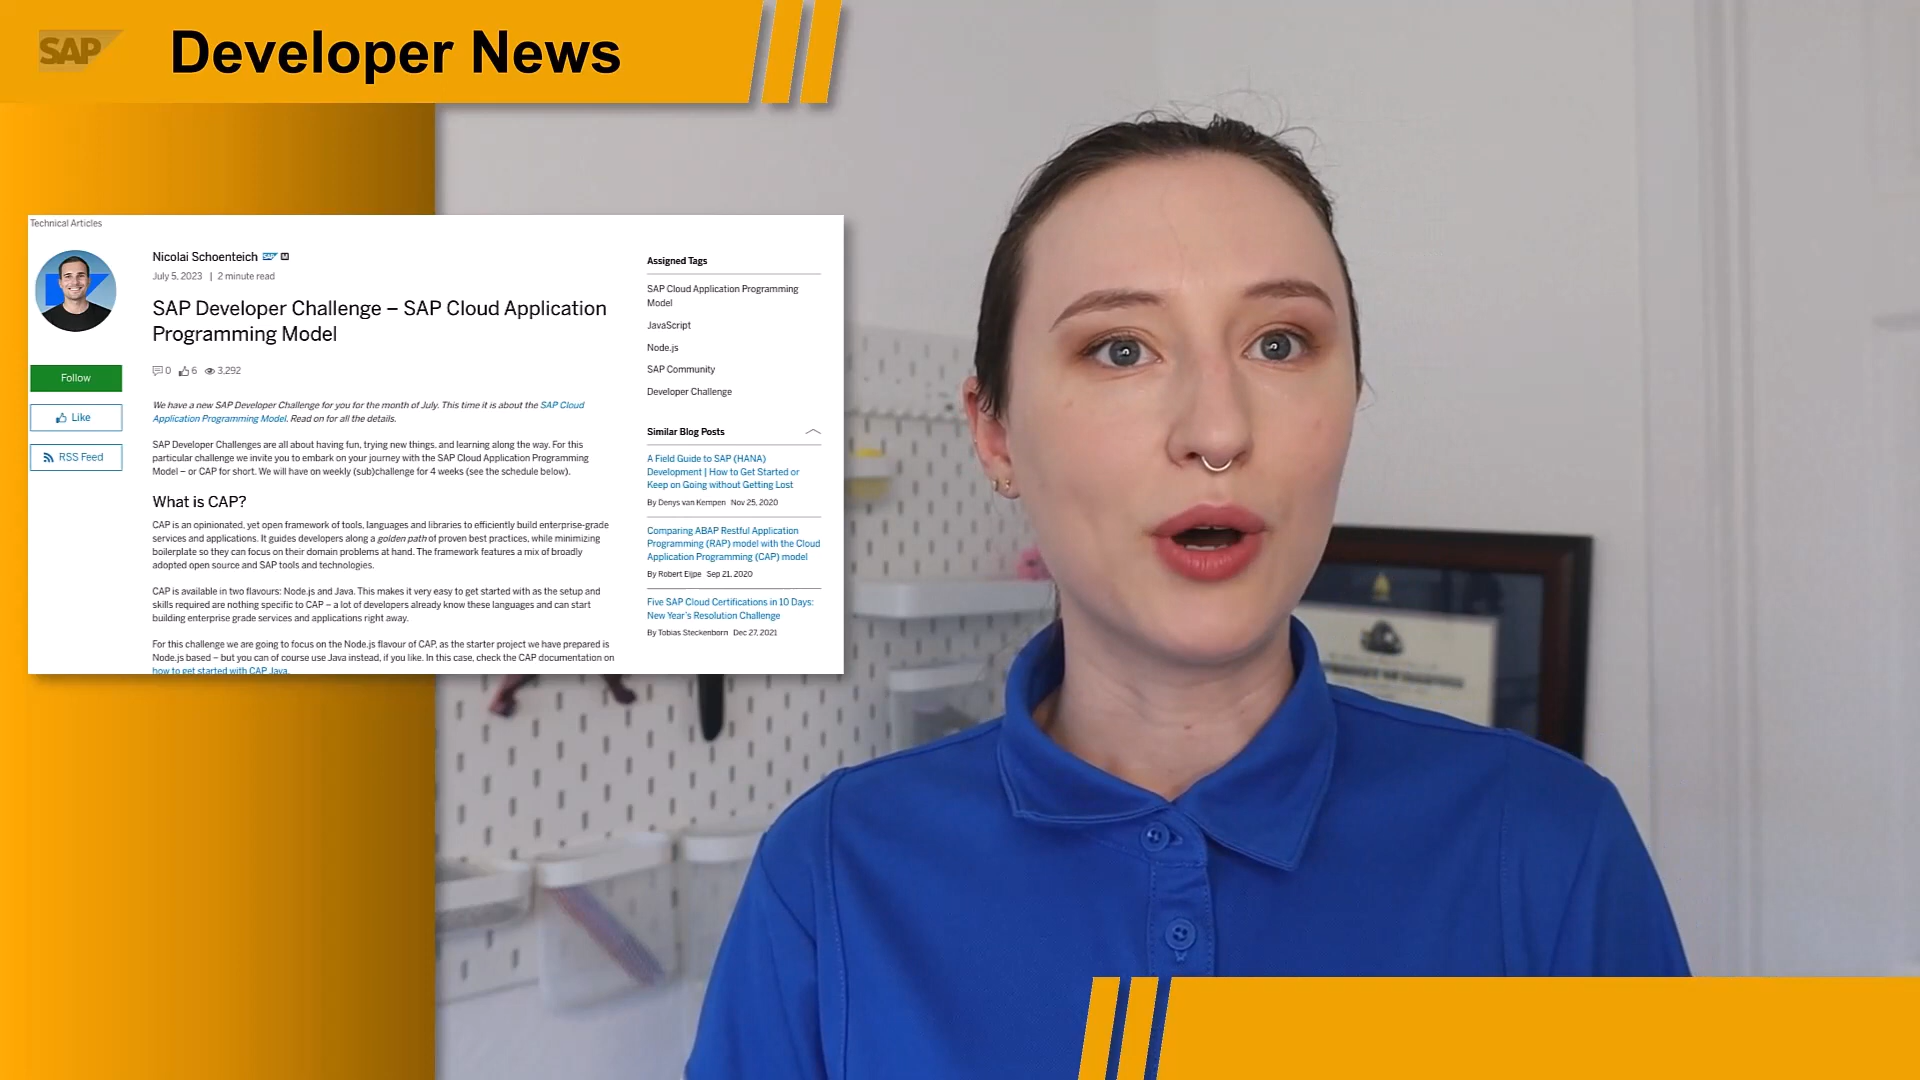 SAP
Developer News
Technical Articles
Nicolai Schoenteich SAP M
July 5, 2023 | 2 minute read
SAP Developer Challenge – SAP Cloud Application
Programming Model
0 6 3,292
Follow
Like
RSS Feed
We have a new SAP Developer Challenge for you for the month of July. This time it is about the SAP Cloud
Application Programming Model. Read on for all the details.
SAP Developer Challenges are all about having fun, trying new things, and learning along the way. For this
particular challenge we invite you to embark on your journey with the SAP Cloud Application Programming
Model – or CAP for short. We will have on weekly (sub)challenge for 4 weeks (see the schedule below).
What is CAP?
CAP is an opinionated, yet open framework of tools, languages and libraries to efficiently build enterprise-grade
services and applications. It guides developers along a golden path of proven best practices, while minimizing
boilerplate so they can focus on their domain problems at hand. The framework features a mix of broadly
adopted open source and SAP tools and technologies.
CAP is available in two flavours: Node.js and Java. This makes it very easy to get started with as the setup and
skills required are nothing specific to CAP – a lot of developers already know these languages and can start
building enterprise grade services and applications right away.
For this challenge we are going to focus on the Node.js flavour of CAP, as the starter project we have prepared is
Node.js based – but you can of course use Java instead, if you like. In this case, check the CAP documentation on
how to get started with CAP Java.
Assigned Tags
SAP Cloud Application Programming
Model
JavaScript
Node.js
SAP Community
Developer Challenge
Similar Blog Posts
A Field Guide to SAP (HANA)
Development | How to Get Started or
Keep on Going without Getting Lost
By Denys van Kempen Nov 25, 2020
Comparing ABAP Restful Application
Programming (RAP) model with the Cloud
Application Programming (CAP) model
By Robert Eijpe Sep 21, 2020
Five SAP Cloud Certifications in 10 Days:
New Year's Resolution Challenge
By Tobias Steckenborn Dec 27, 2021